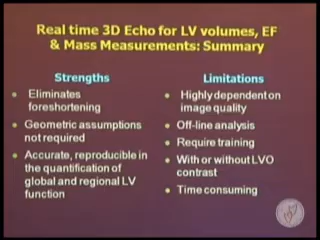 Real time 3D Echo for LV volumes, EF
& Mass Measurements: Summary
Strengths
Eliminates
foreshortening
Geometric assumptions
not required
Accurate, reproducible in
the quantification of
global and regional LV
function
Limitations
Highly dependent on
image quality
Off-line analysis
Require training
With or without LVO
contrast
Time consuming